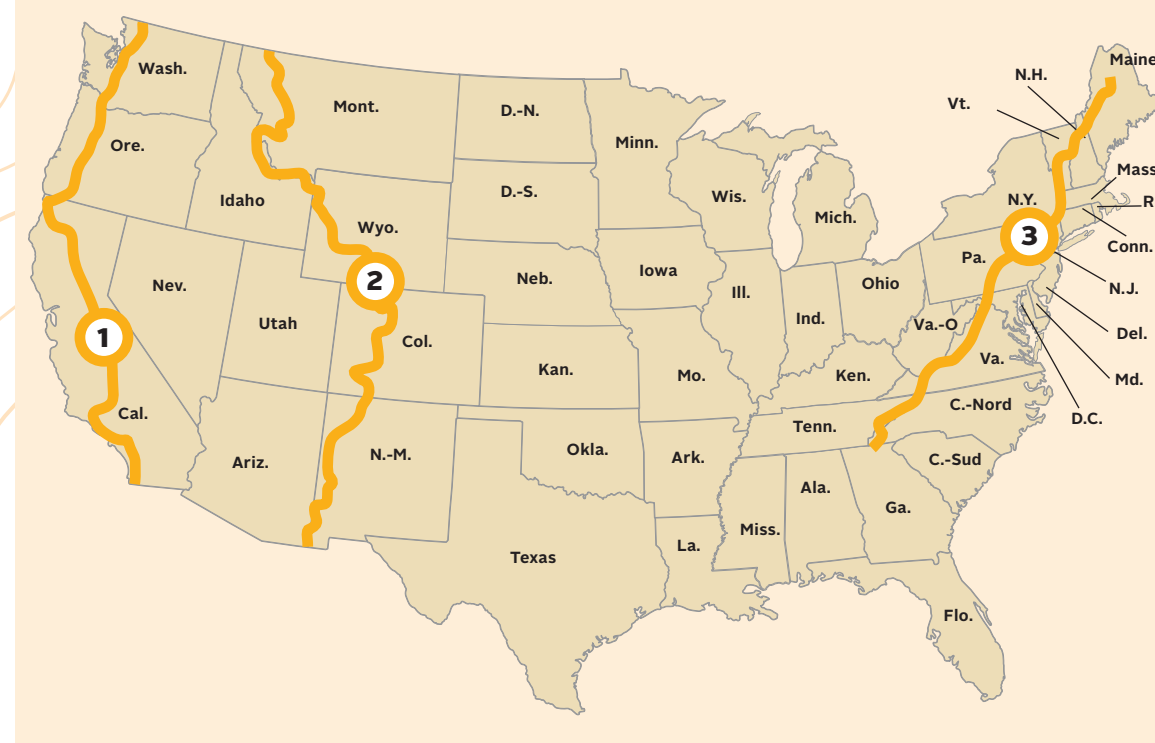 Maine
Wash.
N.H.
Vt.
Mont.
D.-N.
Minn.
Ore.
Mass
D.-S.
Wis.
Idaho
N.Y.
R
Mich.
Wyo.
3
Conn.
Pa.
Iowa
2
Neb.
Ohio
Nev.
N.J.
Ill.
Ind.
Utah
Va.-O
1
Del.
Col.
Va.
Kan.
Mo.
Ken.
Md.
C.-Nord
Cal.
D.C.
Tenn.
Okla.
N.-M.
Ark.
C.-Sud
Ariz.
Ala.
Ga.
Miss.
La.
Texas
Flo.